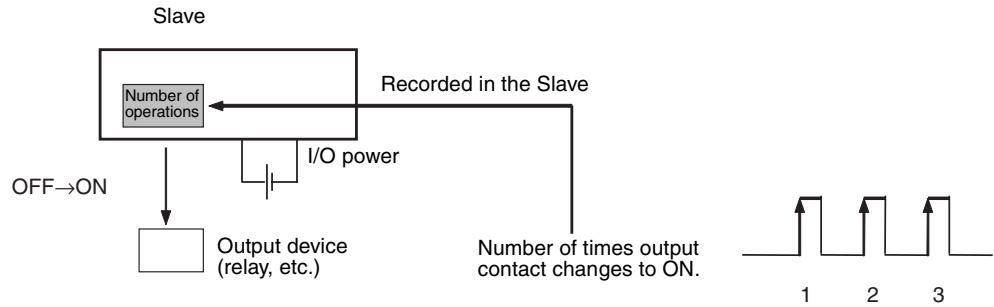 Slave
Number of
operations
Recorded in the Slave
I/O power
OFF→ON
Output device
(relay, etc.)
Number of times output
contact changes to ON.
1 2 3